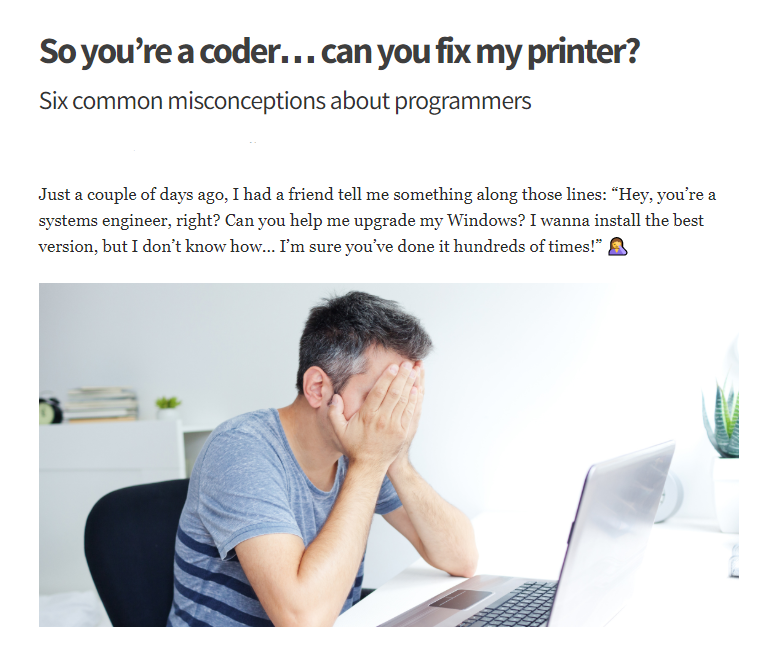 So you’re a coder… can you fix my printer?
Six common misconceptions about programmers
Just a couple of days ago, I had a friend tell me something along those lines: “Hey, you’re a
systems engineer, right? Can you help me upgrade my Windows? I wanna install the best
version, but I don’t know how… I’m sure you’ve done it hundreds of times!” 🤦‍♀️